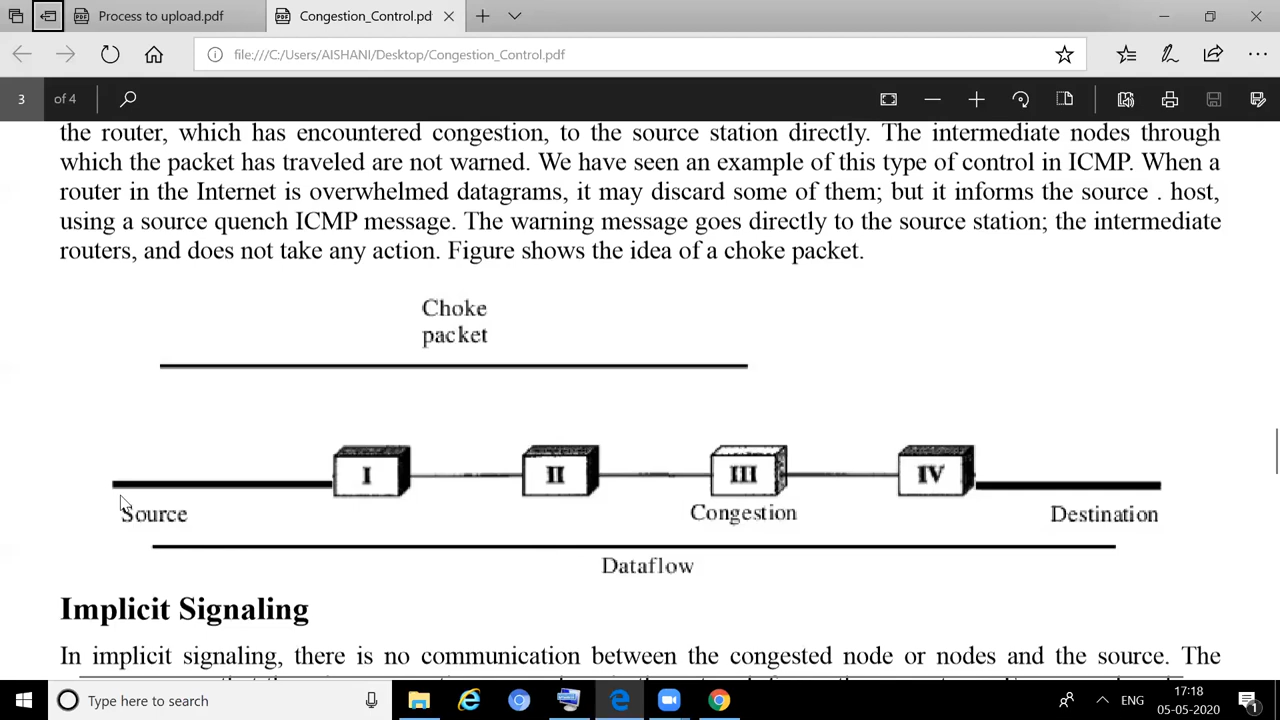 Process to upload.pdf
Congestion_Control.pd
file:///C:/Users/AISHANI/Desktop/Congestion_Control.pdf
3 of 4
the router, which has encountered congestion, to the source station directly. The intermediate nodes through
which the packet has traveled are not warned. We have seen an example of this type of control in ICMP. When a
router in the Internet is overwhelmed datagrams, it may discard some of them; but it informs the source . host,
using a source quench ICMP message. The warning message goes directly to the source station; the intermediate
routers, and does not take any action. Figure shows the idea of a choke packet.
Choke
packet
I II III IV
Source Congestion Destination
Dataflow
Implicit Signaling
In implicit signaling, there is no communication between the congested node or nodes and the source. The
Type here to search
ENG
17:18
05-05-2020
1